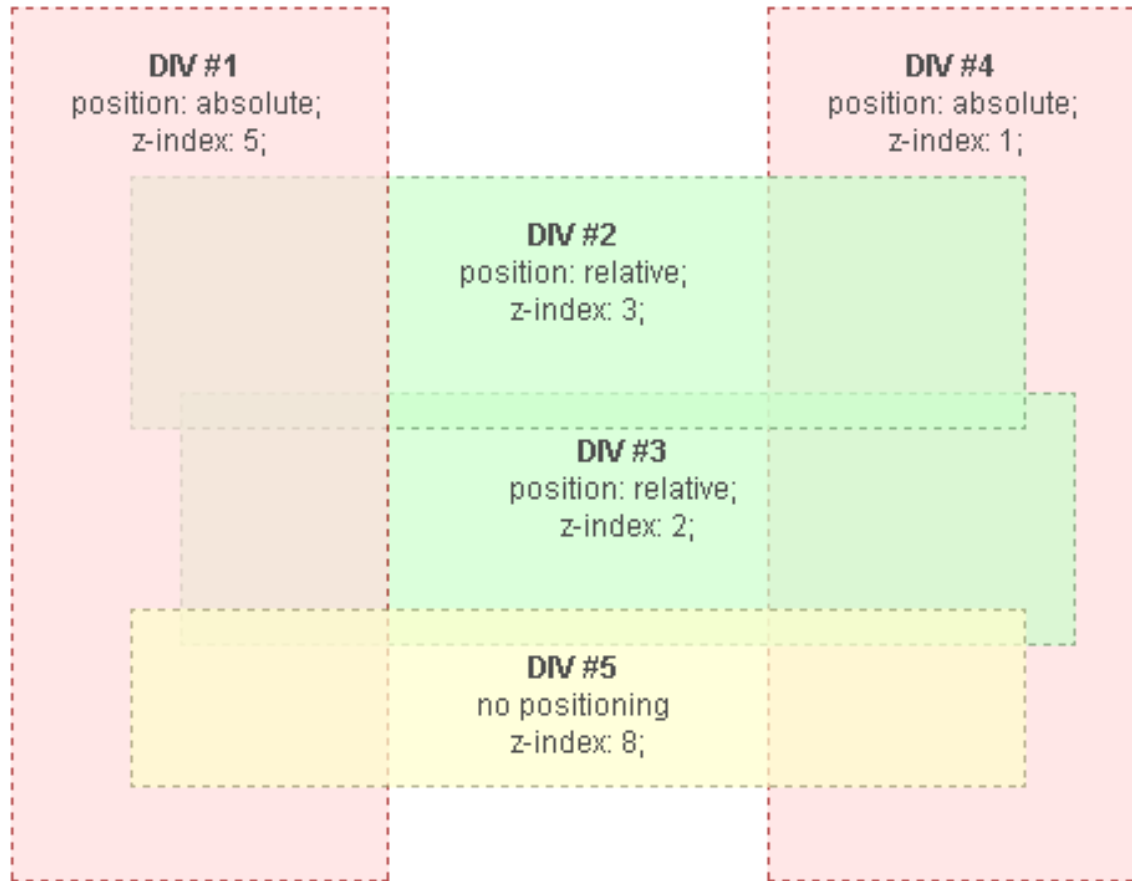 DIV #1
position: absolute;
z-index: 5;
DIV #4
position: absolute;
z-index: 1;
DIV #2
position: relative;
z-index: 3;
DIV #3
position: relative;
z-index: 2;
DIV #5
no positioning
z-index: 8;